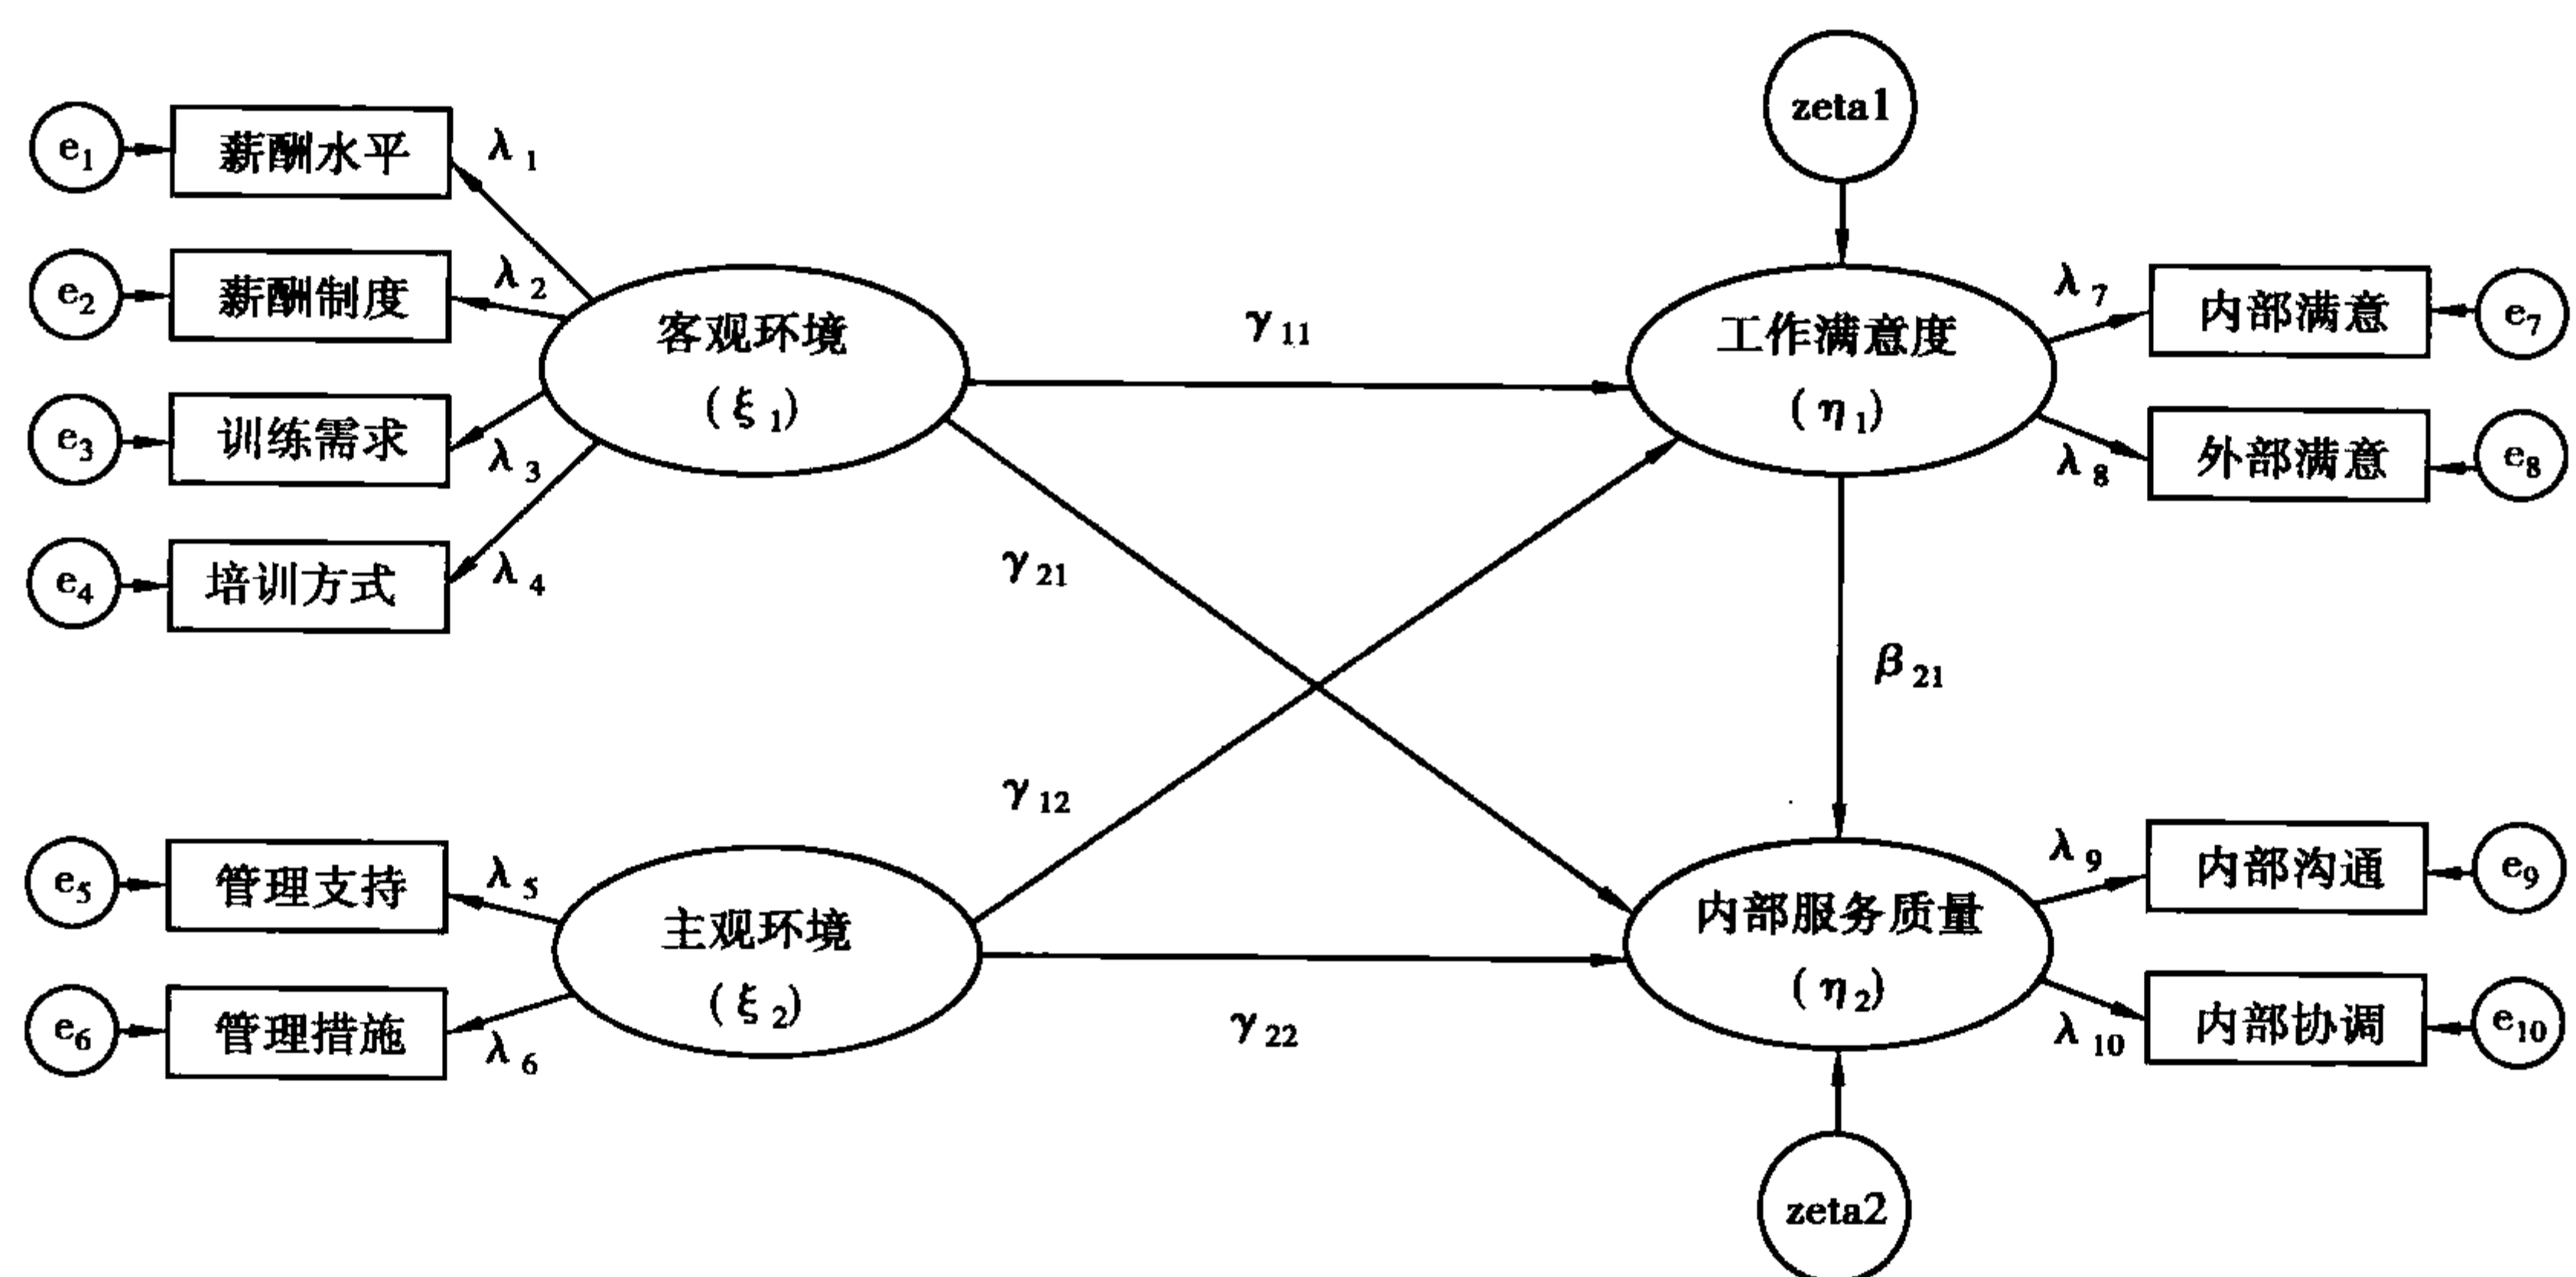 zeta1
e1
薪酬水平
λ1
e2
薪酬制度
λ2
客观环境
(ξ1)
γ11
工作满意度
(η1)
λ7
内部满意
e7
e3
训练需求
λ3
λ8
外部满意
e8
e4
培训方式
λ4
γ21
β21
γ12
e5
管理支持
λ5
主观环境
(ξ2)
内部服务质量
(η2)
λ9
内部沟通
e9
e6
管理措施
λ6
γ22
λ10
内部协调
e10
zeta2